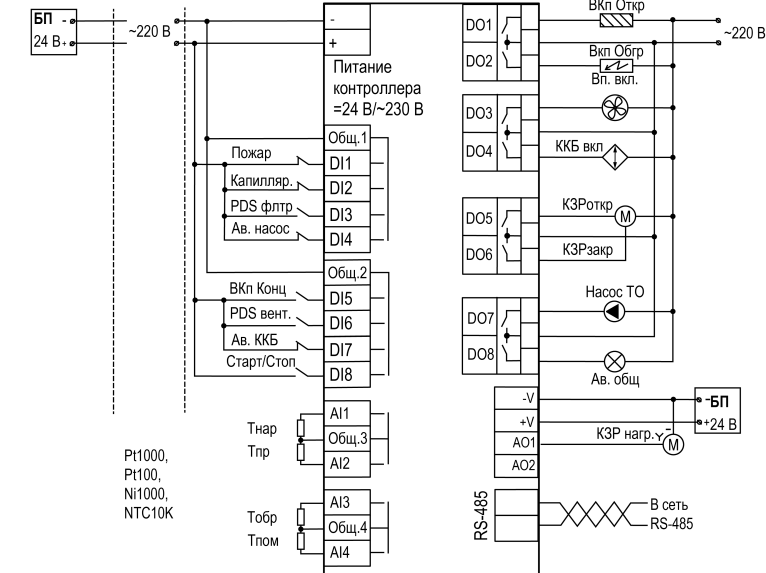 БП -
24 В +
~220 В
-
+
Питание
контроллера
=24 В/~230 В
Общ.1
Пожар
DI1
Капилляр.
DI2
PDS флтр
DI3
Ав. насос
DI4
Общ.2
ВКп Конц
DI5
PDS вент.
DI6
Ав. ККБ
DI7
Старт/Стоп
DI8
Тнар
Тпр
AI1
Общ.3
AI2
Pt1000,
Pt100,
Ni1000,
NTC10K
Тобр
Тпом
AI3
Общ.4
AI4
DO1
ВКп Откр
~220 В
DO2
Вкп Обгр
Вп. вкл.
DO3
DO4
ККБ вкл
DO5
КЗРоткр
M
DO6
КЗРзакр
Насос ТО
DO7
DO8
Ав. общ
-V
- БП
+V
+ 24 В
AO1
КЗР нагр.
Y
-
M
AO2
RS-485
В сеть
RS-485